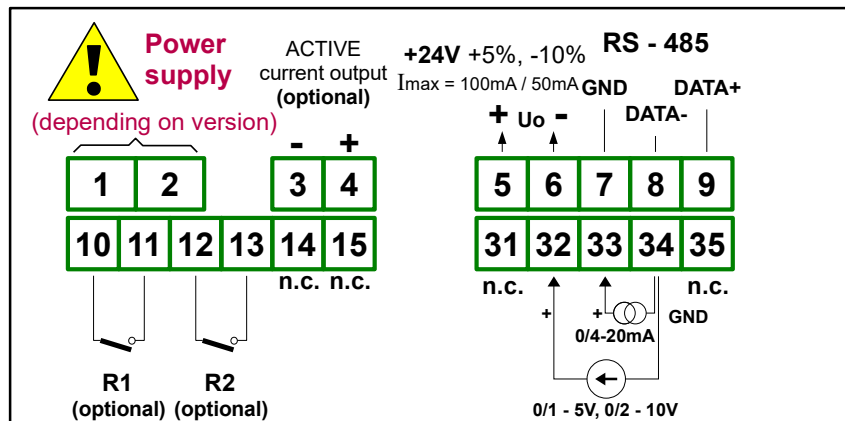 Power
supply
(depending on version)
ACTIVE
current output
(optional)
- +
+24V +5%, -10%
Imax = 100mA / 50mA
+ Uo -
RS - 485
GND
DATA-
DATA+
1 2 3 4 5 6 7 8 9
10 11 12 13 14 15 31 32 33 34 35
n.c. n.c. n.c. n.c.
+ +
0/4-20mA
GND
R1
(optional)
R2
(optional)
0/1 - 5V, 0/2 - 10V